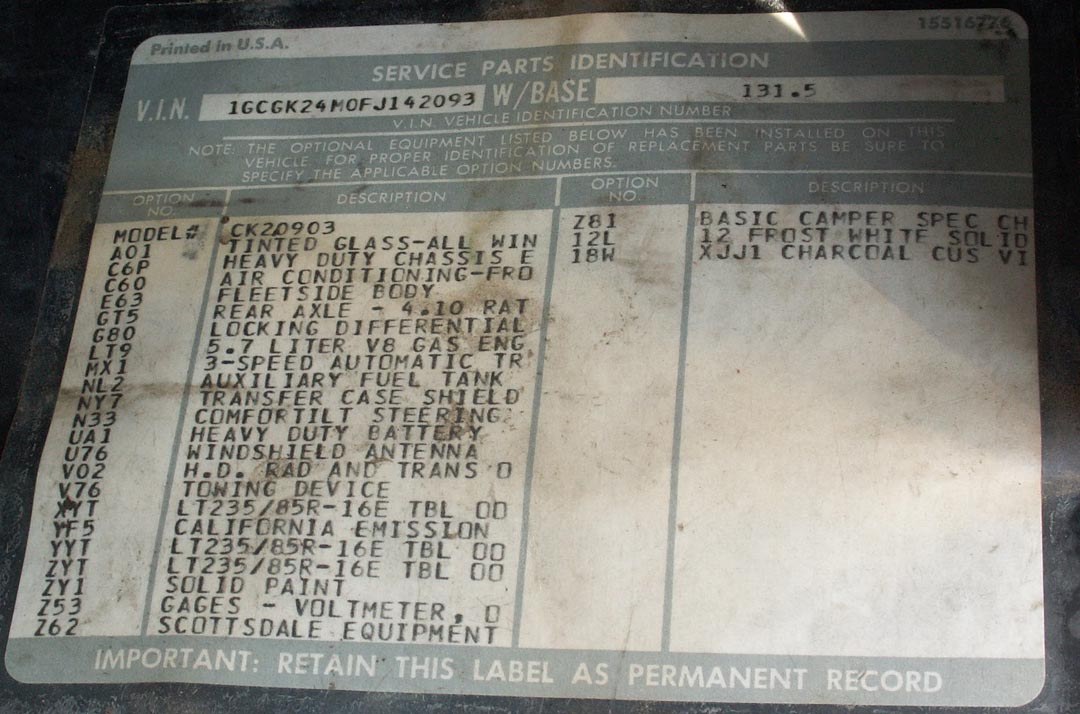 Printed in U.S.A.
SERVICE PARTS IDENTIFICATION
V.I.N. 1GCGK24M0FJ142093 W/BASE 131.5
V.I.N. VEHICLE IDENTIFICATION NUMBER
NOTE: THE OPTIONAL EQUIPMENT LISTED BELOW HAS BEEN INSTALLED ON THIS
VEHICLE FOR PROPER IDENTIFICATION OF REPLACEMENT PARTS BE SURE TO
SPECIFY THE APPLICABLE OPTION NUMBERS.
OPTION NO. DESCRIPTION
MODEL# CK20903
A01 TINTED GLASS-ALL WIN
C6P HEAVY DUTY CHASSIS E
C60 AIR CONDITIONING-FRO
E63 FLEETSIDE BODY
GT5 REAR AXLE - 4.10 RAT
G80 LOCKING DIFFERENTIAL
LT9 5.7 LITER V8 GAS ENG
MX1 3-SPEED AUTOMATIC TR
NL2 AUXILIARY FUEL TANK
NY7 TRANSFER CASE SHIELD
N33 COMFORTILT STEERING
UA1 HEAVY DUTY BATTERY
U76 WINDSHIELD ANTENNA
V02 H.D. RAD AND TRANS O
V76 TOWING DEVICE
XYT LT235/85R-16E TBL OO
YF5 CALIFORNIA EMISSION
YYT LT235/85R-16E TBL OO
ZYT LT235/85R-16E TBL OO
ZY1 SOLID PAINT
Z53 GAGES - VOLTMETER, O
Z62 SCOTTSDALE EQUIPMENT
OPTION NO. DESCRIPTION
Z81 BASIC CAMPER SPEC CH
12L 12 FROST WHITE SOLID
18W XJJ1 CHARCOAL CUS VI
IMPORTANT: RETAIN THIS LABEL AS PERMANENT RECORD